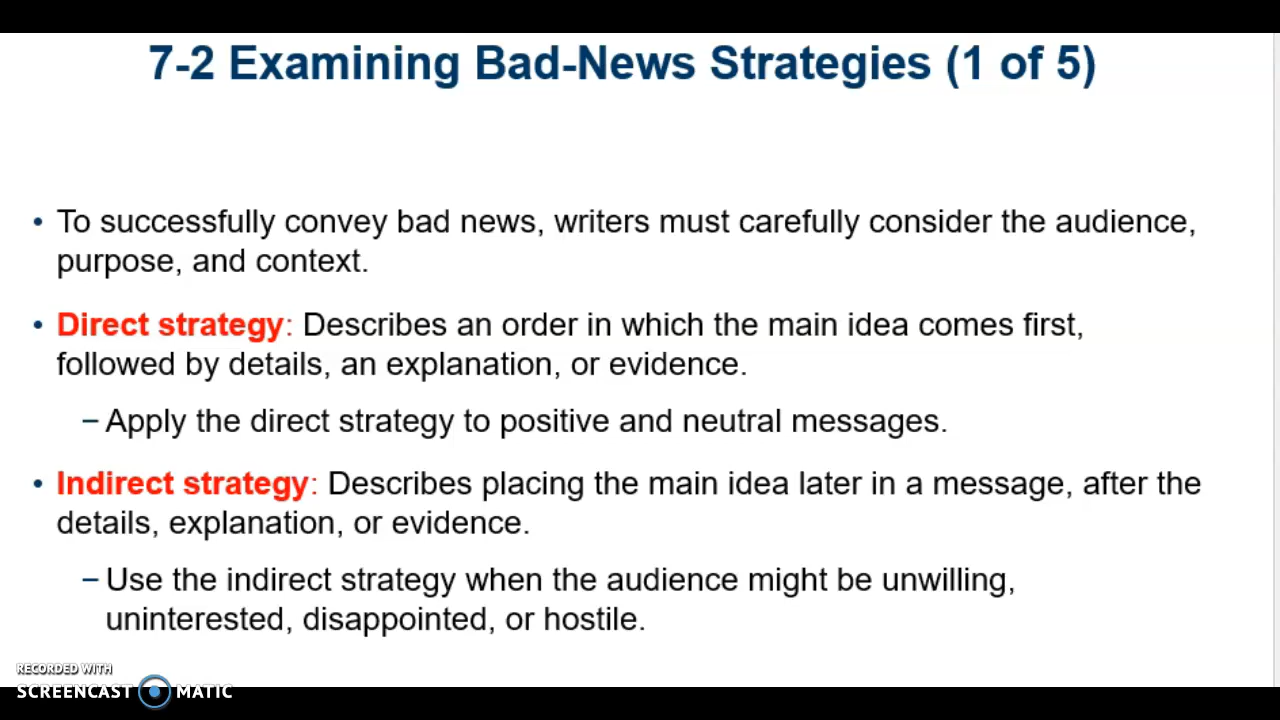 7-2 Examining Bad-News Strategies (1 of 5)
• To successfully convey bad news, writers must carefully consider the audience,
purpose, and context.
• Direct strategy: Describes an order in which the main idea comes first,
followed by details, an explanation, or evidence.
– Apply the direct strategy to positive and neutral messages.
• Indirect strategy: Describes placing the main idea later in a message, after the
details, explanation, or evidence.
– Use the indirect strategy when the audience might be unwilling,
uninterested, disappointed, or hostile.
RECORDED WITH
SCREENCAST MATIC